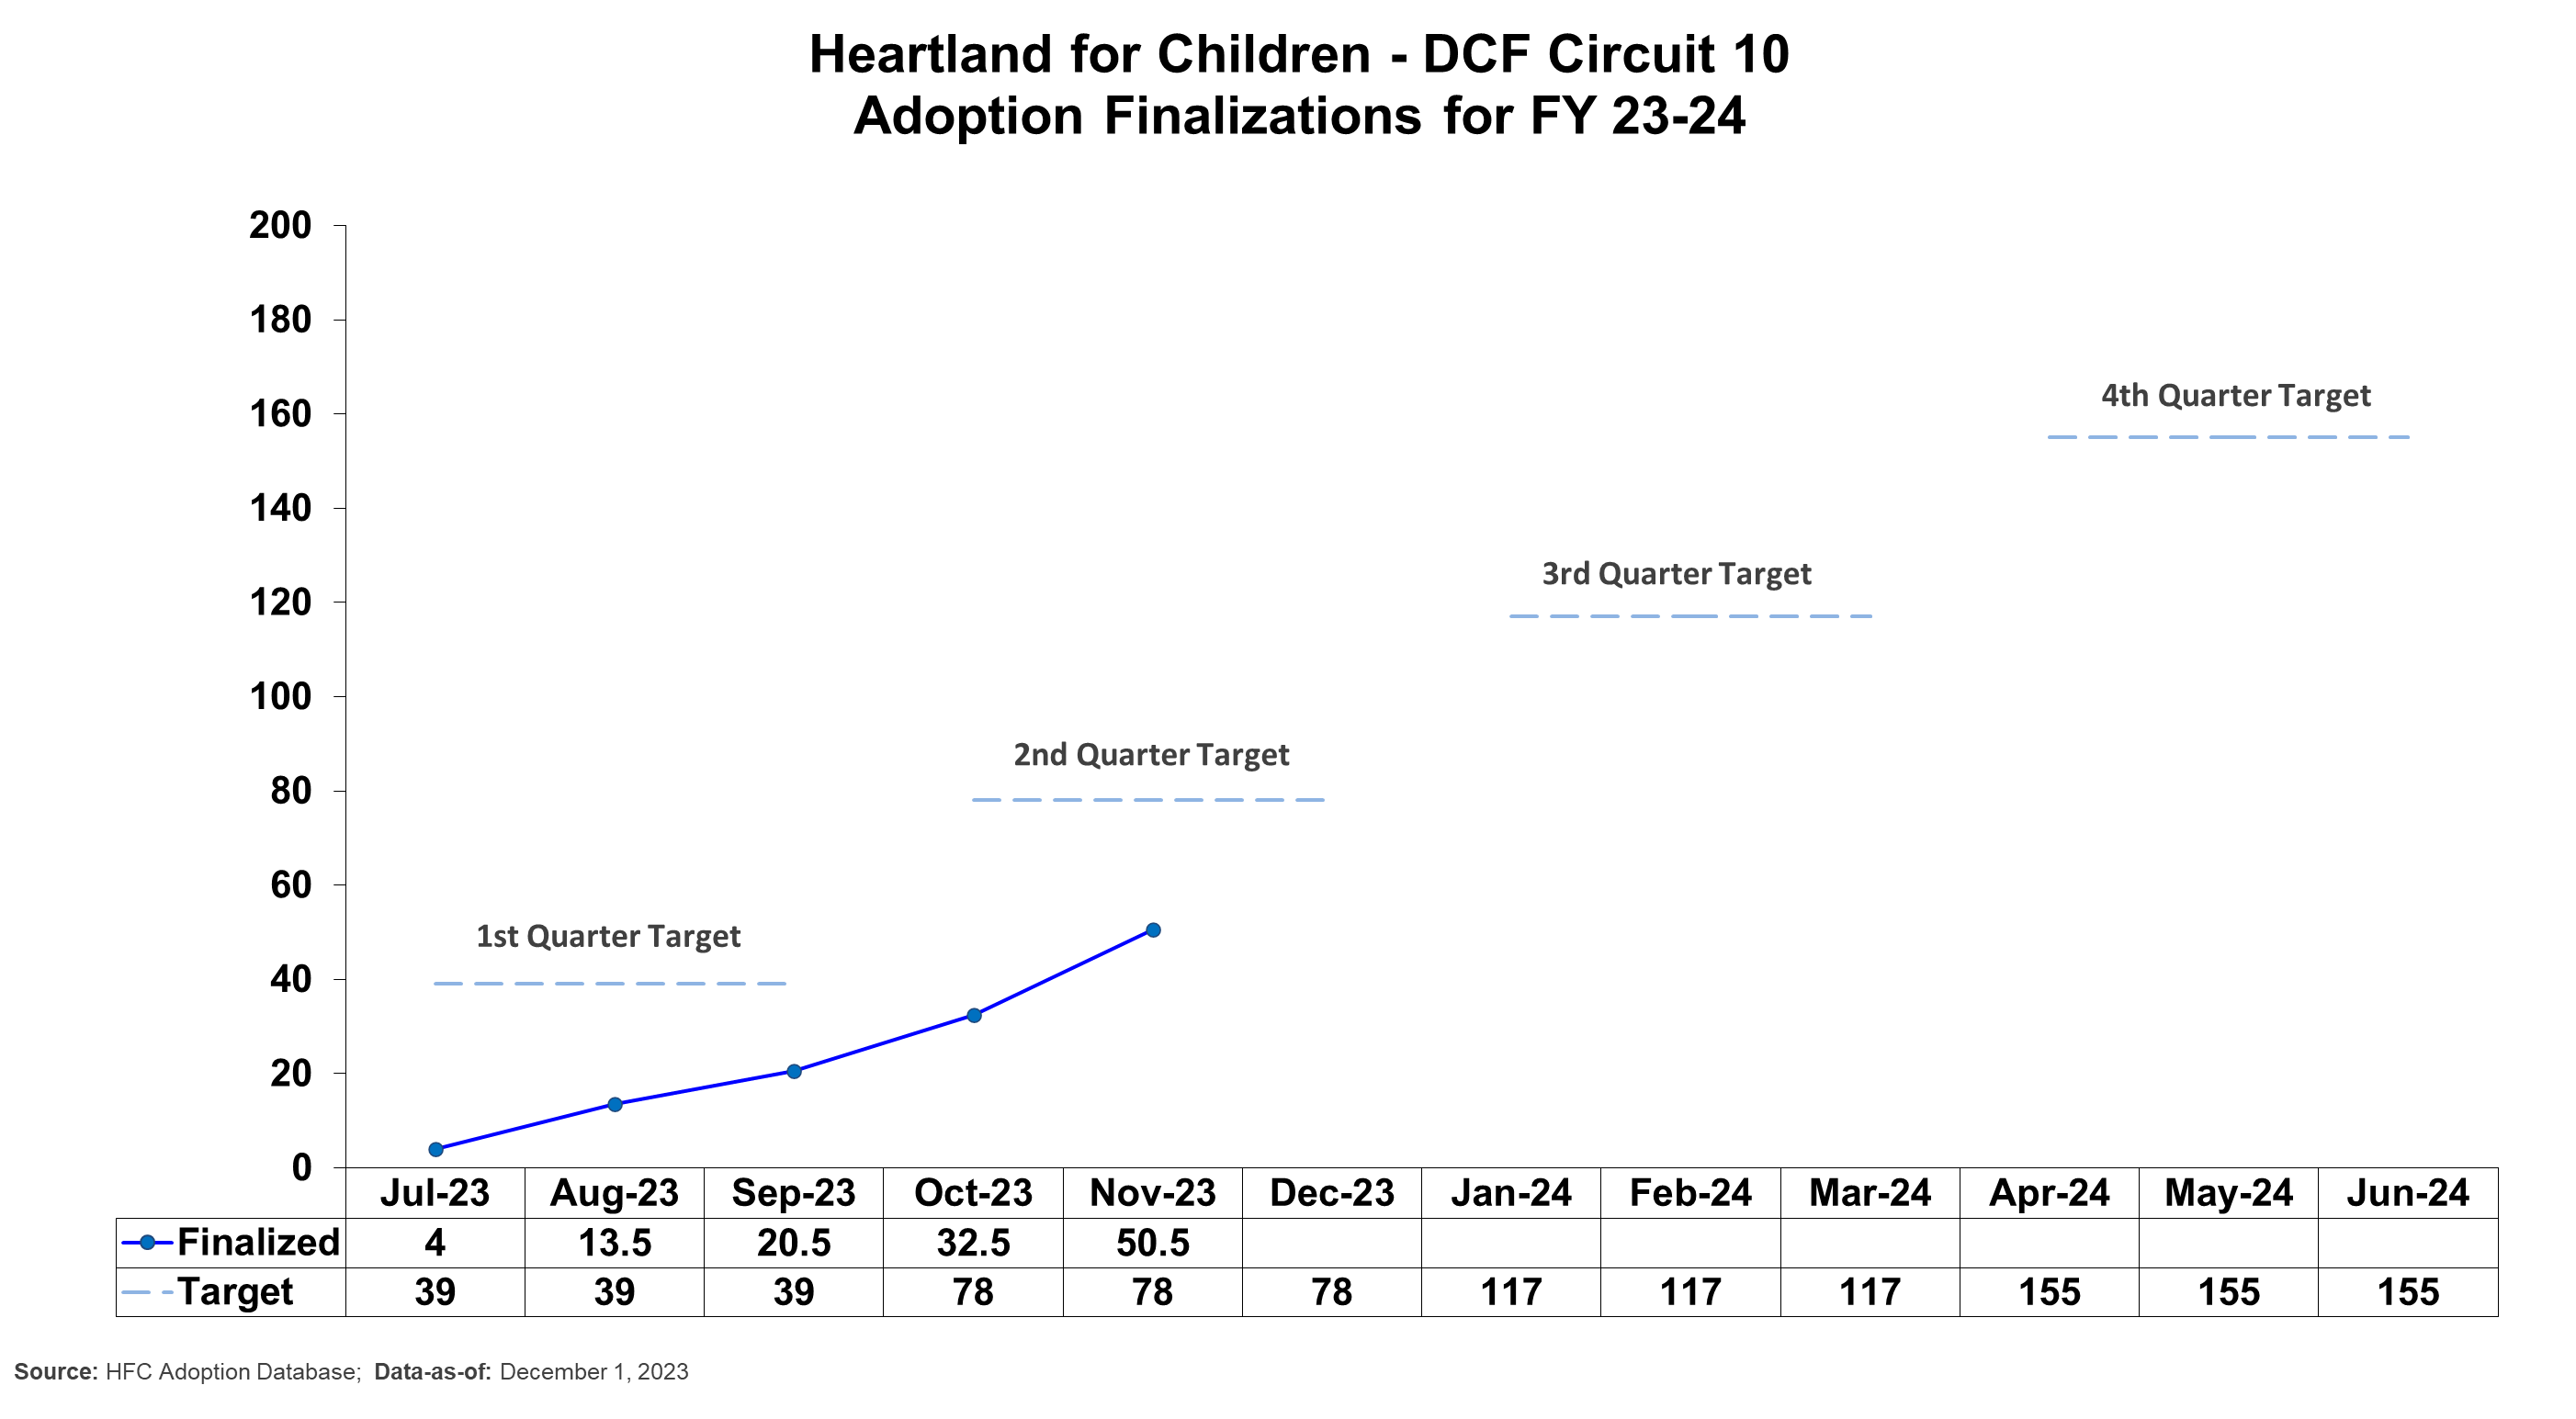 Heartland for Children - DCF Circuit 10
Adoption Finalizations for FY 23-24
200
180
160
140
120
100
80
60
40
20
0
4th Quarter Target
3rd Quarter Target
2nd Quarter Target
1st Quarter Target
Jul-23 Aug-23 Sep-23 Oct-23 Nov-23 Dec-23 Jan-24 Feb-24 Mar-24 Apr-24 May-24 Jun-24
Finalized 4 13.5 20.5 32.5 50.5
Target 39 39 39 78 78 78 117 117 117 155 155 155
Source: HFC Adoption Database; Data-as-of: December 1, 2023